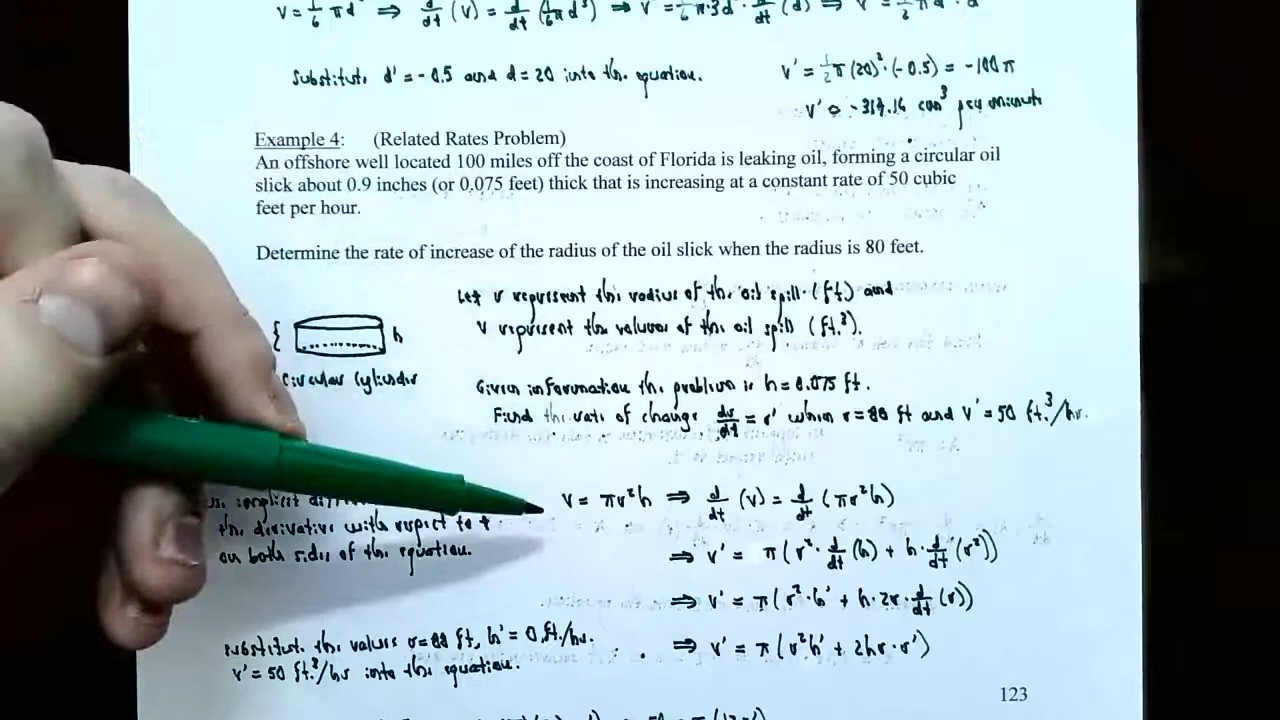 V = 1/6 πd³ ⇒ d/dt (V) = d/dt (1/6 πd³) ⇒ V' = 1/6 π·3d² · d/dt (d) ⇒ V' = 1/2 πd² · d'
Substitute d' = -0.5 and d = 20 into the equation.
V' = 1/2 π (20)² · (-0.5) = -100π
V' ≈ -314.16 cm³ per minute
Example 4: (Related Rates Problem)
An offshore well located 100 miles off the coast of Florida is leaking oil, forming a circular oil
slick about 0.9 inches (or 0.075 feet) thick that is increasing at a constant rate of 50 cubic
feet per hour.
Determine the rate of increase of the radius of the oil slick when the radius is 80 feet.
Let r represent the radius of the oil spill (ft.) and
V represent the volume of the oil spill (ft.³).
{ h
Circular Cylinder
Given information the problem is h = 0.075 ft.
Find the rate of change dr/dt = r' when r = 80 ft and V' = 50 ft.³/hr.
implicit
the derivative with respect to t
on both sides of the equation.
V = πr²h ⇒ d/dt (V) = d/dt (πr²h)
⇒ V' = π(r² · d/dt (h) + h · d/dt (r²))
⇒ V' = π(r² · h' + h · 2r · d/dt (r))
⇒ V' = π(r²h' + 2hr · r')
Substitute the values r = 80 ft, h' = 0 ft./hr.
V' = 50 ft.³/hr into the equation.
123